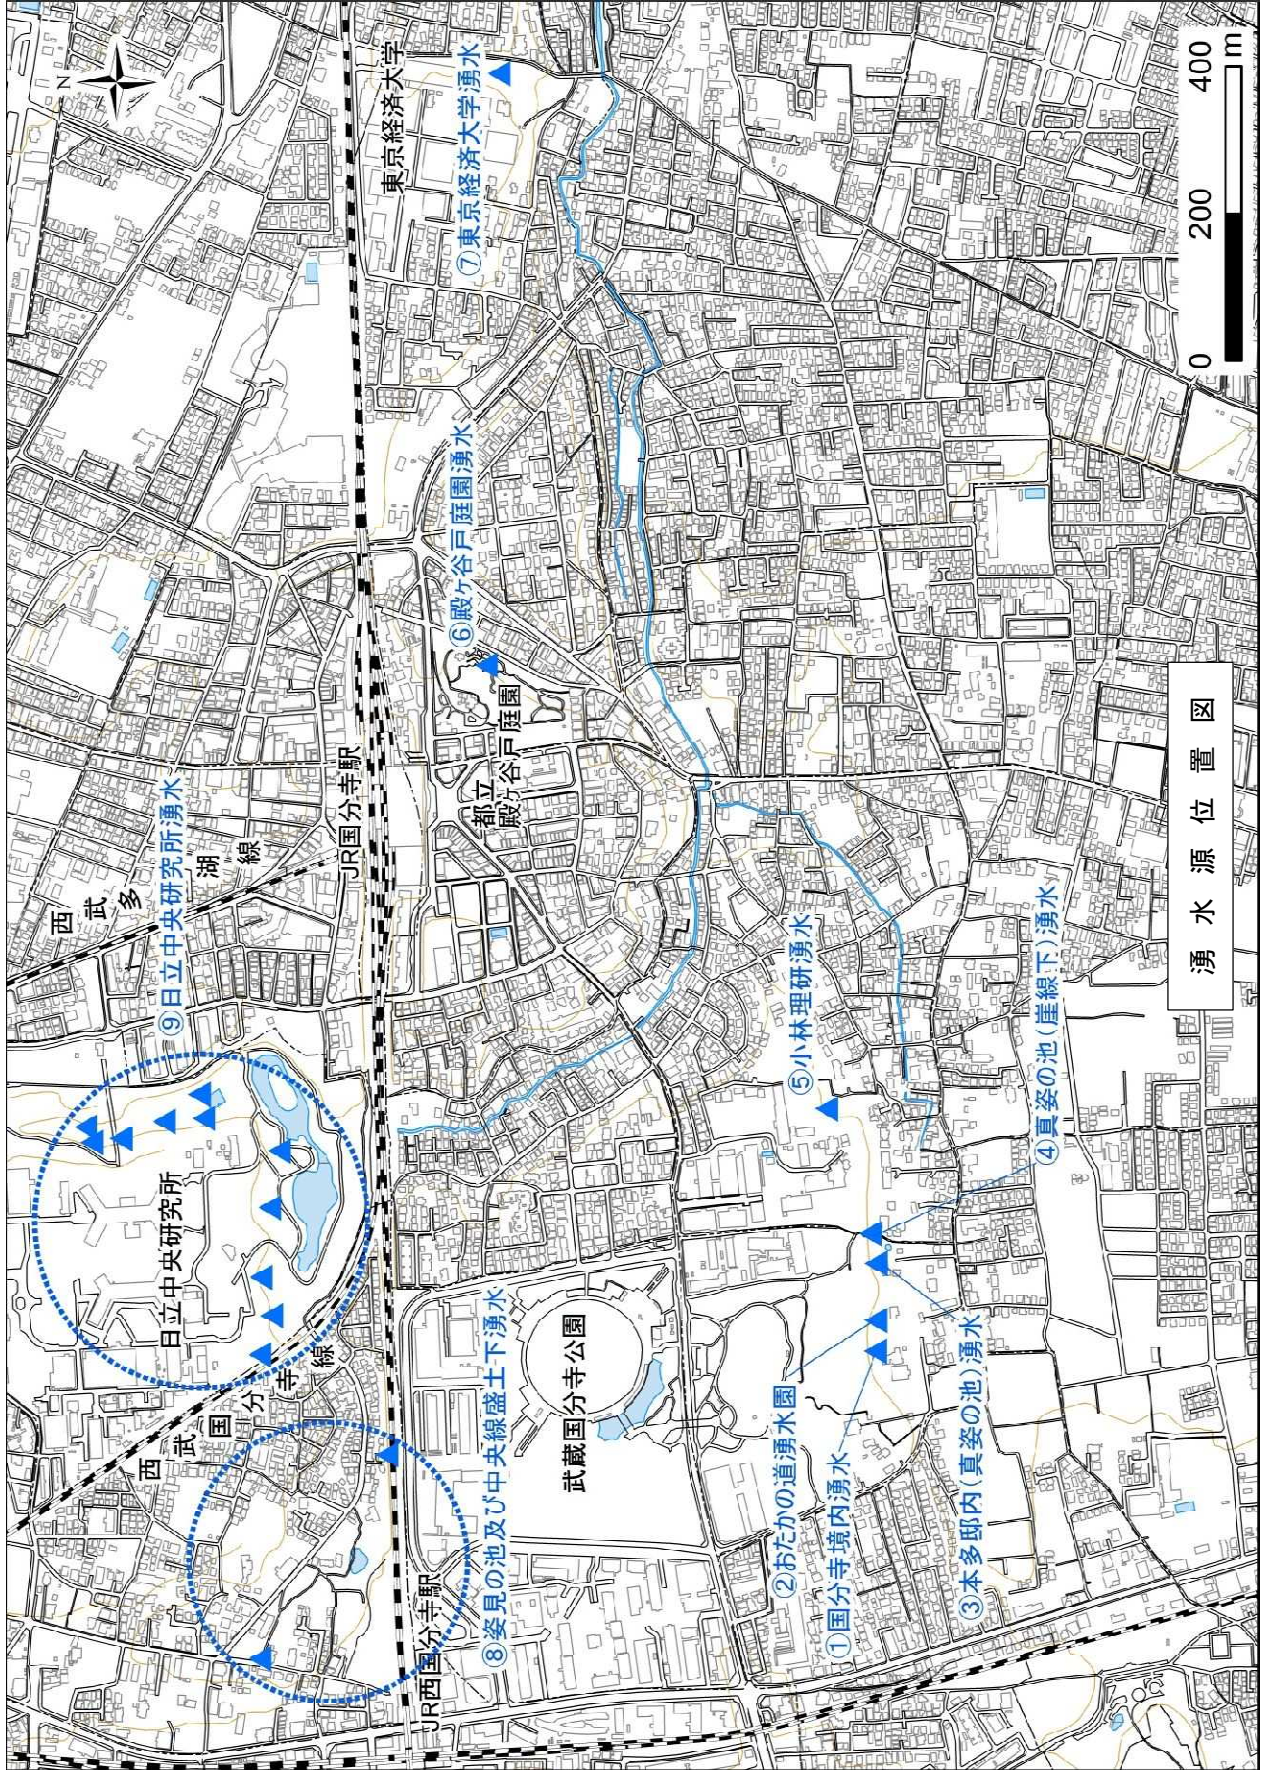 N
西武多摩湖線
⑨日立中央研究所湧水
日立中央研究所
西武国分寺線
JR国分寺駅
東京経済大学
⑦東京経済大学湧水
⑥殿ヶ谷戸庭園湧水
都立
殿ヶ谷戸庭園
JR西国分寺駅
⑧姿見の池及び中央線盛土下湧水
武蔵国分寺公園
②おたかの道湧水園
①国分寺境内湧水
⑤小林理研湧水
③本多邸内(真姿の池)湧水
④真姿の池(崖線下)湧水
湧水源位置図
0 200 400
m